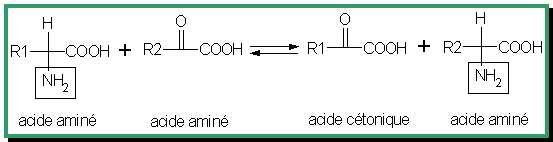 H O O H
R1 COOH + R2 COOH R1 COOH + R2 COOH
NH2 NH2
acide aminé acide aminé acide cétonique acide aminé